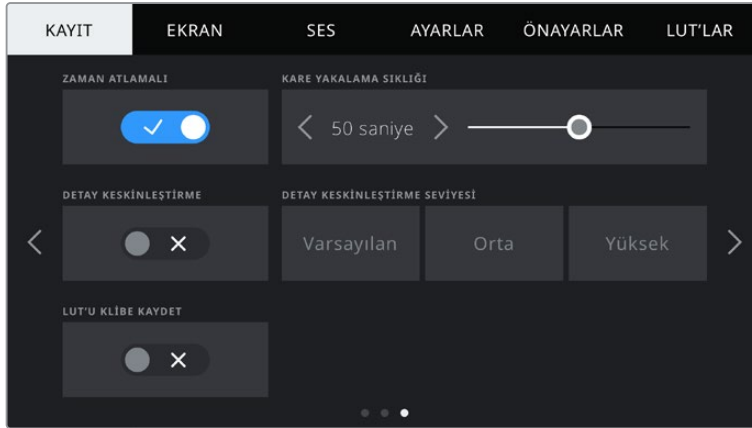 KAYIT EKRAN SES AYARLAR ÖNAYARLAR LUT'LAR
ZAMAN ATLAMALI KARE YAKALAMA SIKLIĞI
50 saniye
DETAY KESKİNLEŞTİRME DETAY KESKİNLEŞTİRME SEVİYESİ
Varsayılan Orta Yüksek
LUT'U KLİBE KAYDET